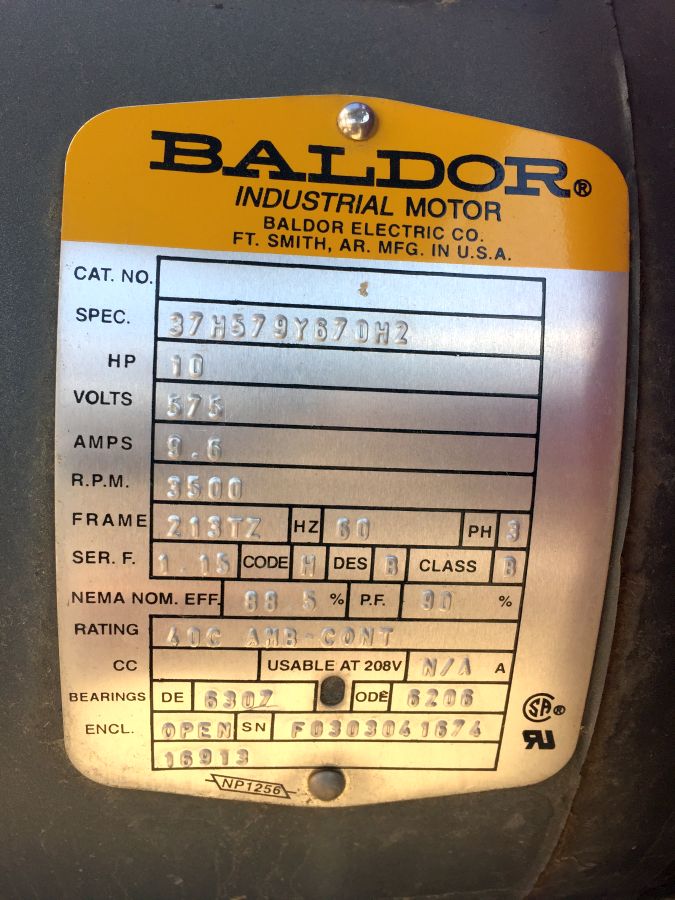 BALDOR®
INDUSTRIAL MOTOR
BALDOR ELECTRIC CO.
FT. SMITH, AR. MFG. IN U.S.A.
CAT. NO.
SPEC. 37H579Y670H2
HP 10
VOLTS 575
AMPS 9.6
R.P.M. 3500
FRAME 213TZ HZ 60 PH 3
SER. F. 1.15 CODE H DES B CLASS B
NEMA NOM. EFF. 88.5 % P.F. 90 %
RATING 40C AMB-CONT
CC USABLE AT 208V N/A A
BEARINGS DE 6307 ODE 6206
ENCL. OPEN SN F0303041674
16913
NP1256
SA®
RU